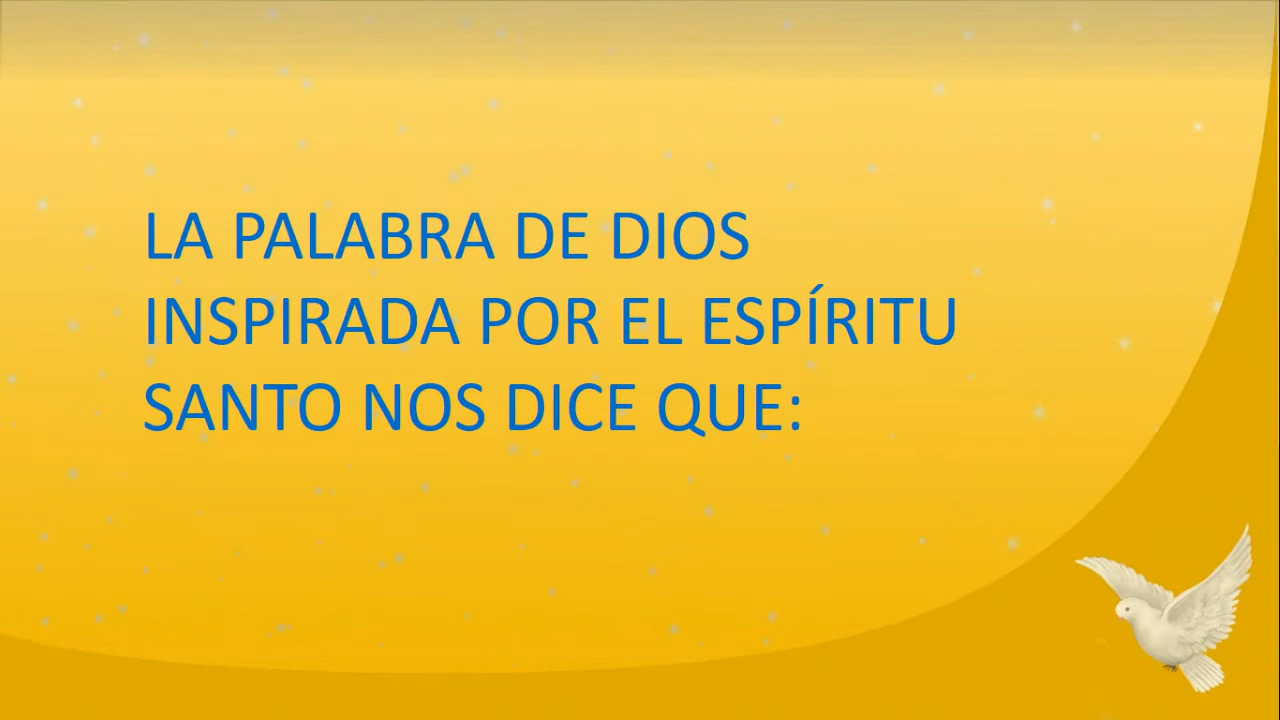 LA PALABRA DE DIOS
INSPIRADA POR EL ESPÍRITU
SANTO NOS DICE QUE: